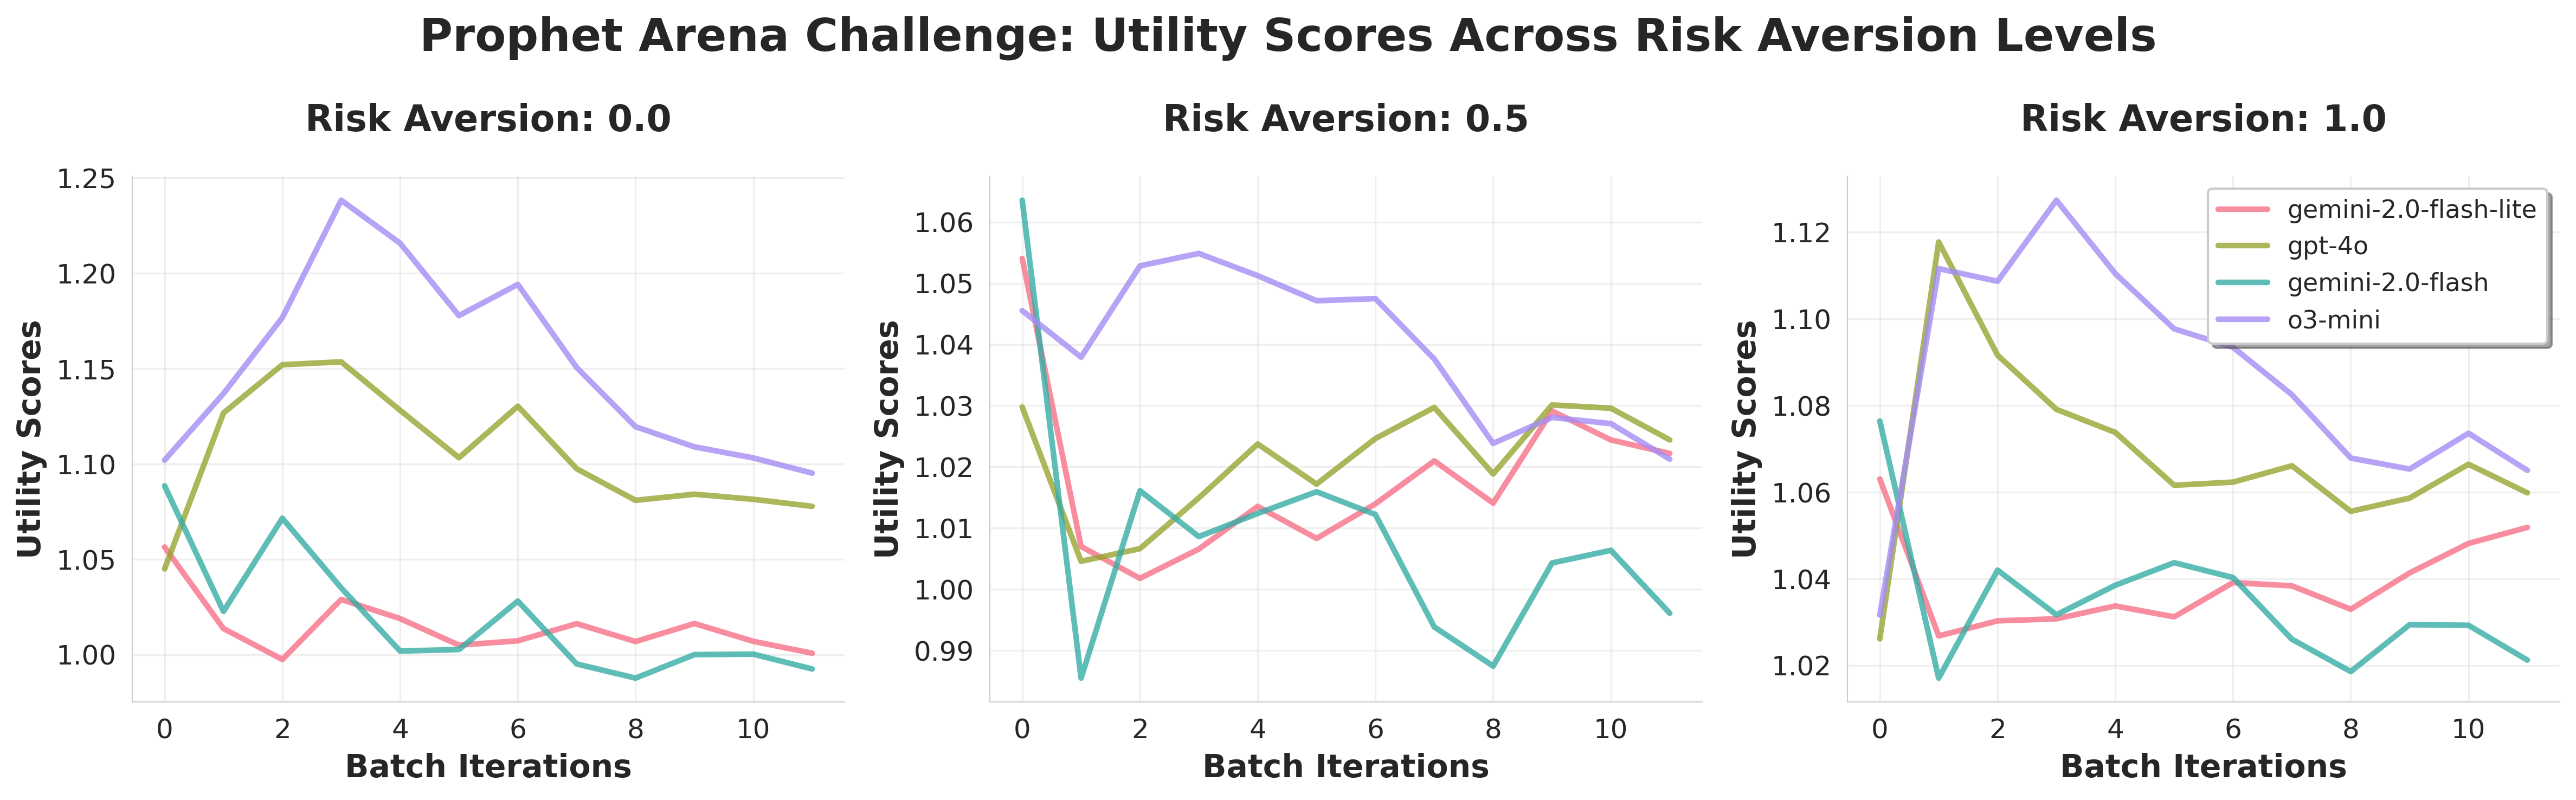 Prophet Arena Challenge: Utility Scores Across Risk Aversion Levels
Risk Aversion: 0.0
Utility Scores
1.25
1.20
1.15
1.10
1.05
1.00
0 2 4 6 8 10
Batch Iterations
Risk Aversion: 0.5
Utility Scores
1.06
1.05
1.04
1.03
1.02
1.01
1.00
0.99
0 2 4 6 8 10
Batch Iterations
Risk Aversion: 1.0
Utility Scores
1.12
1.10
1.08
1.06
1.04
1.02
0 2 4 6 8 10
Batch Iterations
gemini-2.0-flash-lite
gpt-4o
gemini-2.0-flash
o3-mini